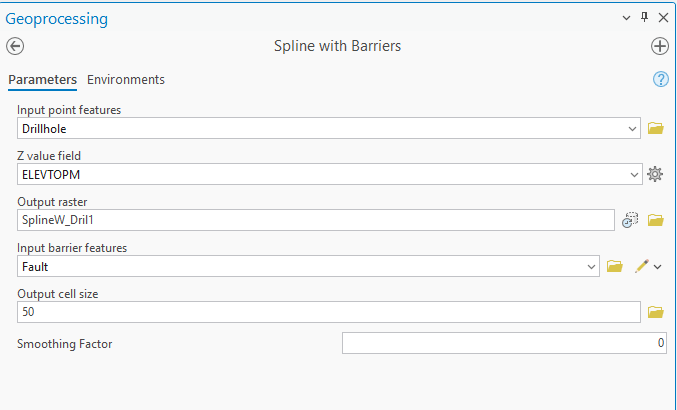 Geoprocessing
Spline with Barriers
Parameters Environments
Input point features
Drillhole
Z value field
ELEVTOPM
Output raster
SplineW_Dril1
Input barrier features
Fault
Output cell size
50
Smoothing Factor 0